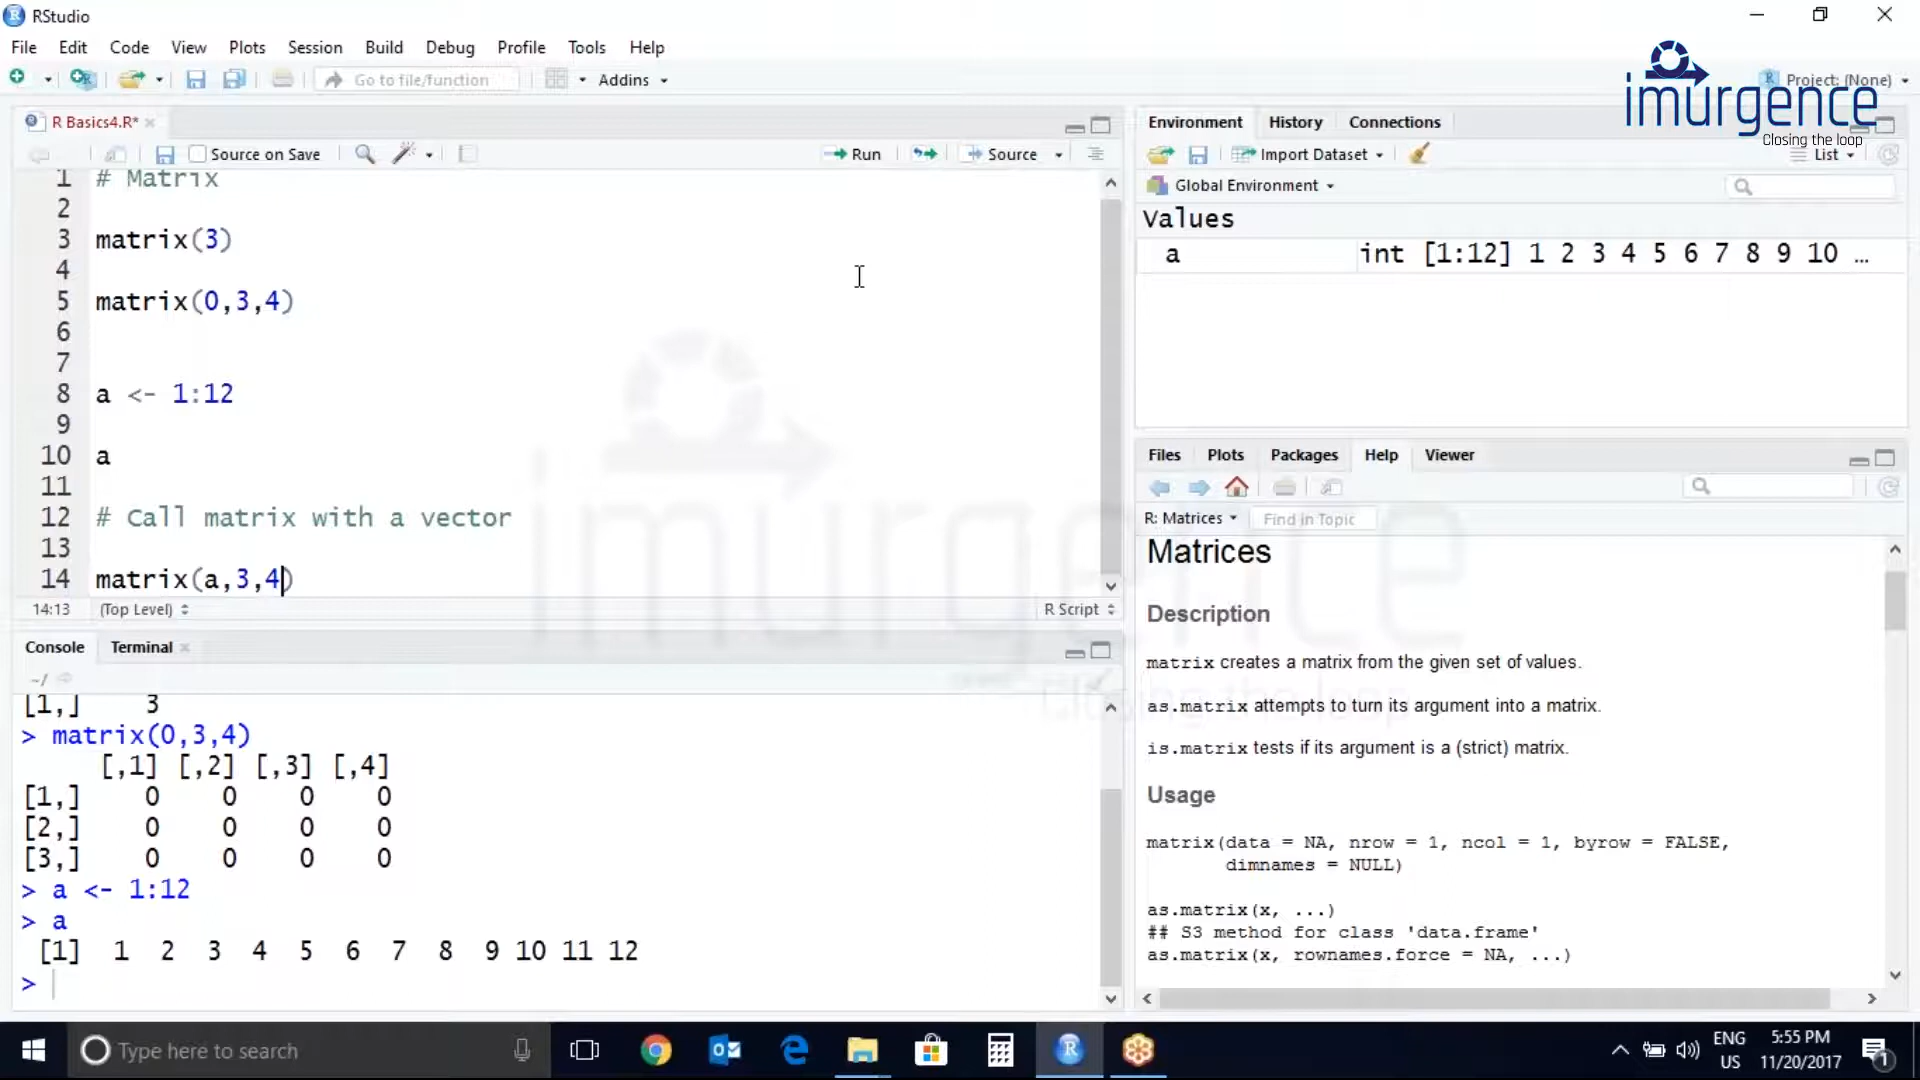 RStudio
File Edit Code View Plots Session Build Debug Profile Tools Help
Go to file/function Addins Project: (None)
imurgence
Closing the loop
R Basics4.R*
Source on Save Run Source
1 # Matrix
2
3 matrix(3)
4
5 matrix(0,3,4)
6
7
8 a <- 1:12
9
10 a
11
12 # Call matrix with a vector
13
14 matrix(a,3,4)
14:13 (Top Level) R Script
Console Terminal
~/
[1,] 3
> matrix(0,3,4)
[,1] [,2] [,3] [,4]
[1,] 0 0 0 0
[2,] 0 0 0 0
[3,] 0 0 0 0
> a <- 1:12
> a
[1] 1 2 3 4 5 6 7 8 9 10 11 12
>
Environment History Connections
Import Dataset List
Global Environment
Values
a int [1:12] 1 2 3 4 5 6 7 8 9 10 ...
Files Plots Packages Help Viewer
R: Matrices Find in Topic
Matrices
Description
matrix creates a matrix from the given set of values.
as.matrix attempts to turn its argument into a matrix.
is.matrix tests if its argument is a (strict) matrix.
Usage
matrix(data = NA, nrow = 1, ncol = 1, byrow = FALSE,
dimnames = NULL)
as.matrix(x, ...)
## S3 method for class 'data.frame'
as.matrix(x, rownames.force = NA, ...)
imurgence
Closing the loop
Type here to search
ENG
US
5:55 PM
11/20/2017
1